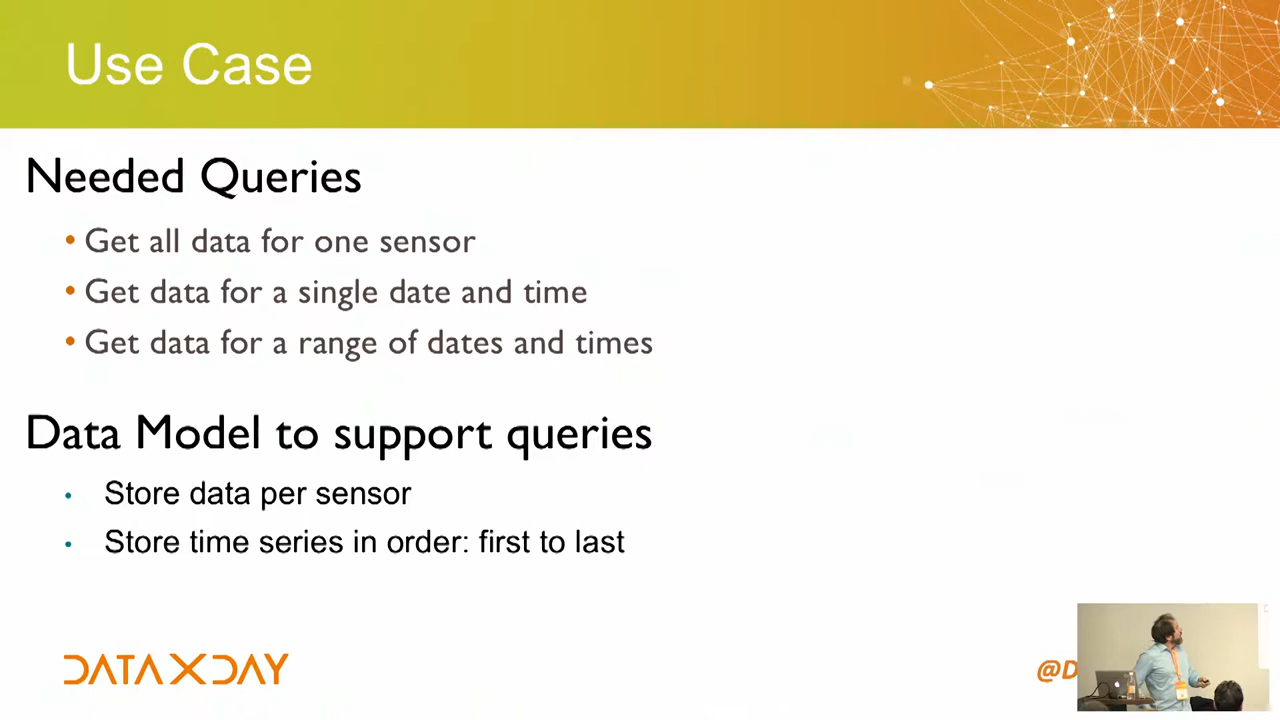 Use Case
Needed Queries
• Get all data for one sensor
• Get data for a single date and time
• Get data for a range of dates and times
Data Model to support queries
• Store data per sensor
• Store time series in order: first to last
DATA X DAY
@D